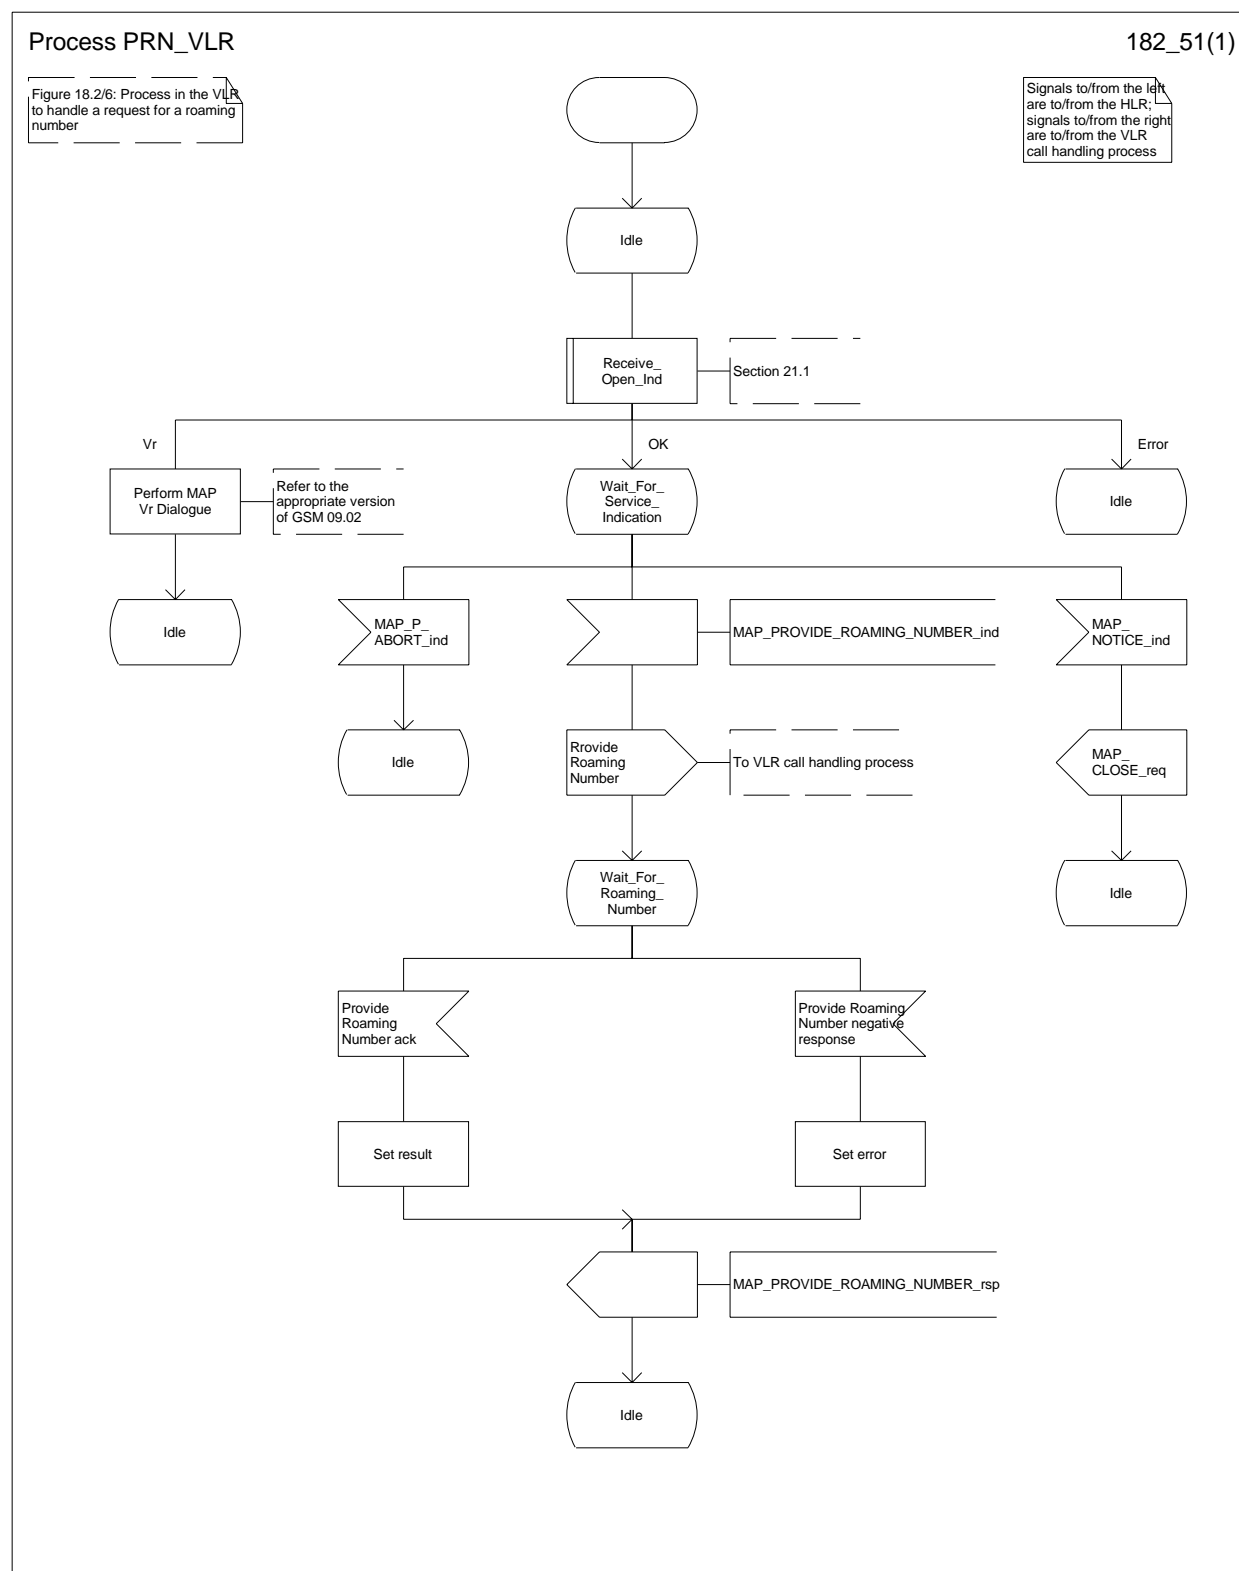 Process PRN_VLR
182_51(1)
Figure 18.2/6: Process in the VLR
to handle a request for a roaming
number
Signals to/from the left
are to/from the HLR;
signals to/from the right
are to/from the VLR
call handling process
Idle
Receive_
Open_Ind
Section 21.1
Vr
OK
Error
Perform MAP
Vr Dialogue
Refer to the
appropriate version
of GSM 09.02
Wait_For_
Service_
Indication
Idle
Idle
MAP_P_
ABORT_ind
MAP_PROVIDE_ROAMING_NUMBER_ind
MAP_
NOTICE_ind
Idle
Rrovide
Roaming
Number
To VLR call handling process
MAP_
CLOSE_req
Wait_For_
Roaming_
Number
Idle
Provide
Roaming
Number ack
Provide Roaming
Number negative
response
Set result
Set error
MAP_PROVIDE_ROAMING_NUMBER_rsp
Idle